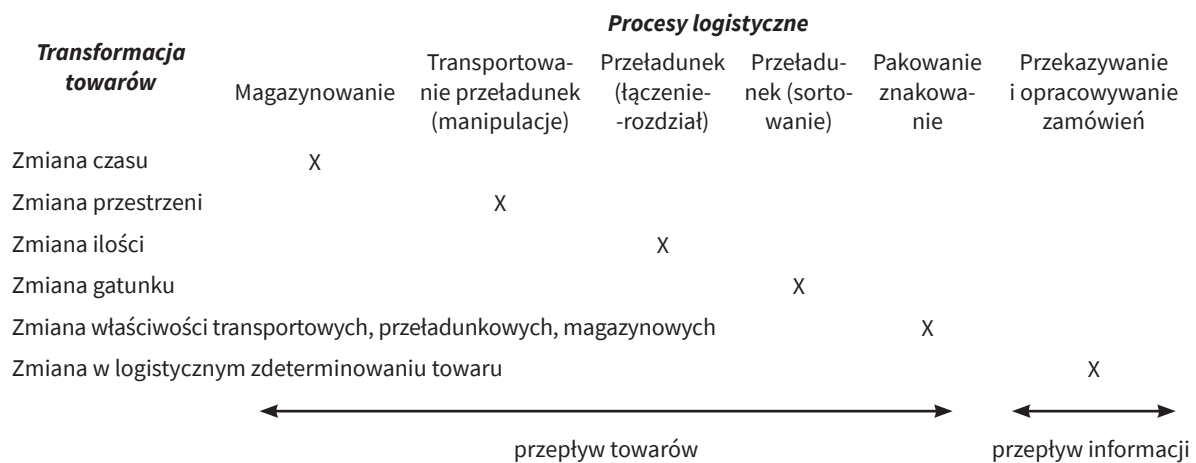 Procesy logistyczne
Transformacja
towarów
Magazynowanie
Transportowa-
nie przeładunek
(manipulacje)
Przeładunek
(łączenie-
-rozdział)
Przeładu-
nek (sorto-
wanie)
Pakowanie
znakowa-
nie
Przekazywanie
i opracowywanie
zamówień
Zmiana czasu X
Zmiana przestrzeni X
Zmiana ilości X
Zmiana gatunku X
Zmiana właściwości transportowych, przeładunkowych, magazynowych X
Zmiana w logistycznym zdeterminowaniu towaru X
przepływ towarów przepływ informacji